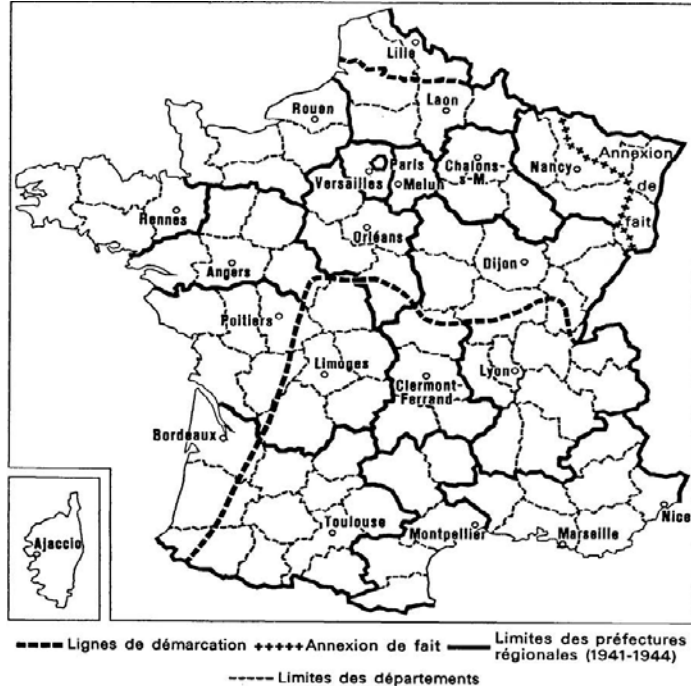 Lille
Laon
Rouen
Annexion
de
fait
Nancy
Châlons-
s-M.
Paris
Versailles
Melun
Rennes
Orléans
Angers
Dijon
Poitiers
Limoges
Clermont-
Ferrand
Lyon
Bordeaux
Toulouse
Montpellier
Marseille
Nice
Ajaccio
Lignes de démarcation
Annexion de fait
Limites des préfectures
régionales (1941-1944)
Limites des départements